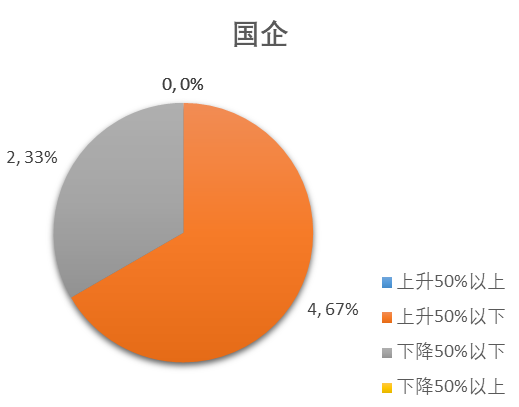 国企
0, 0%
2, 33%
4, 67%
上升50%以上
上升50%以下
下降50%以下
下降50%以上